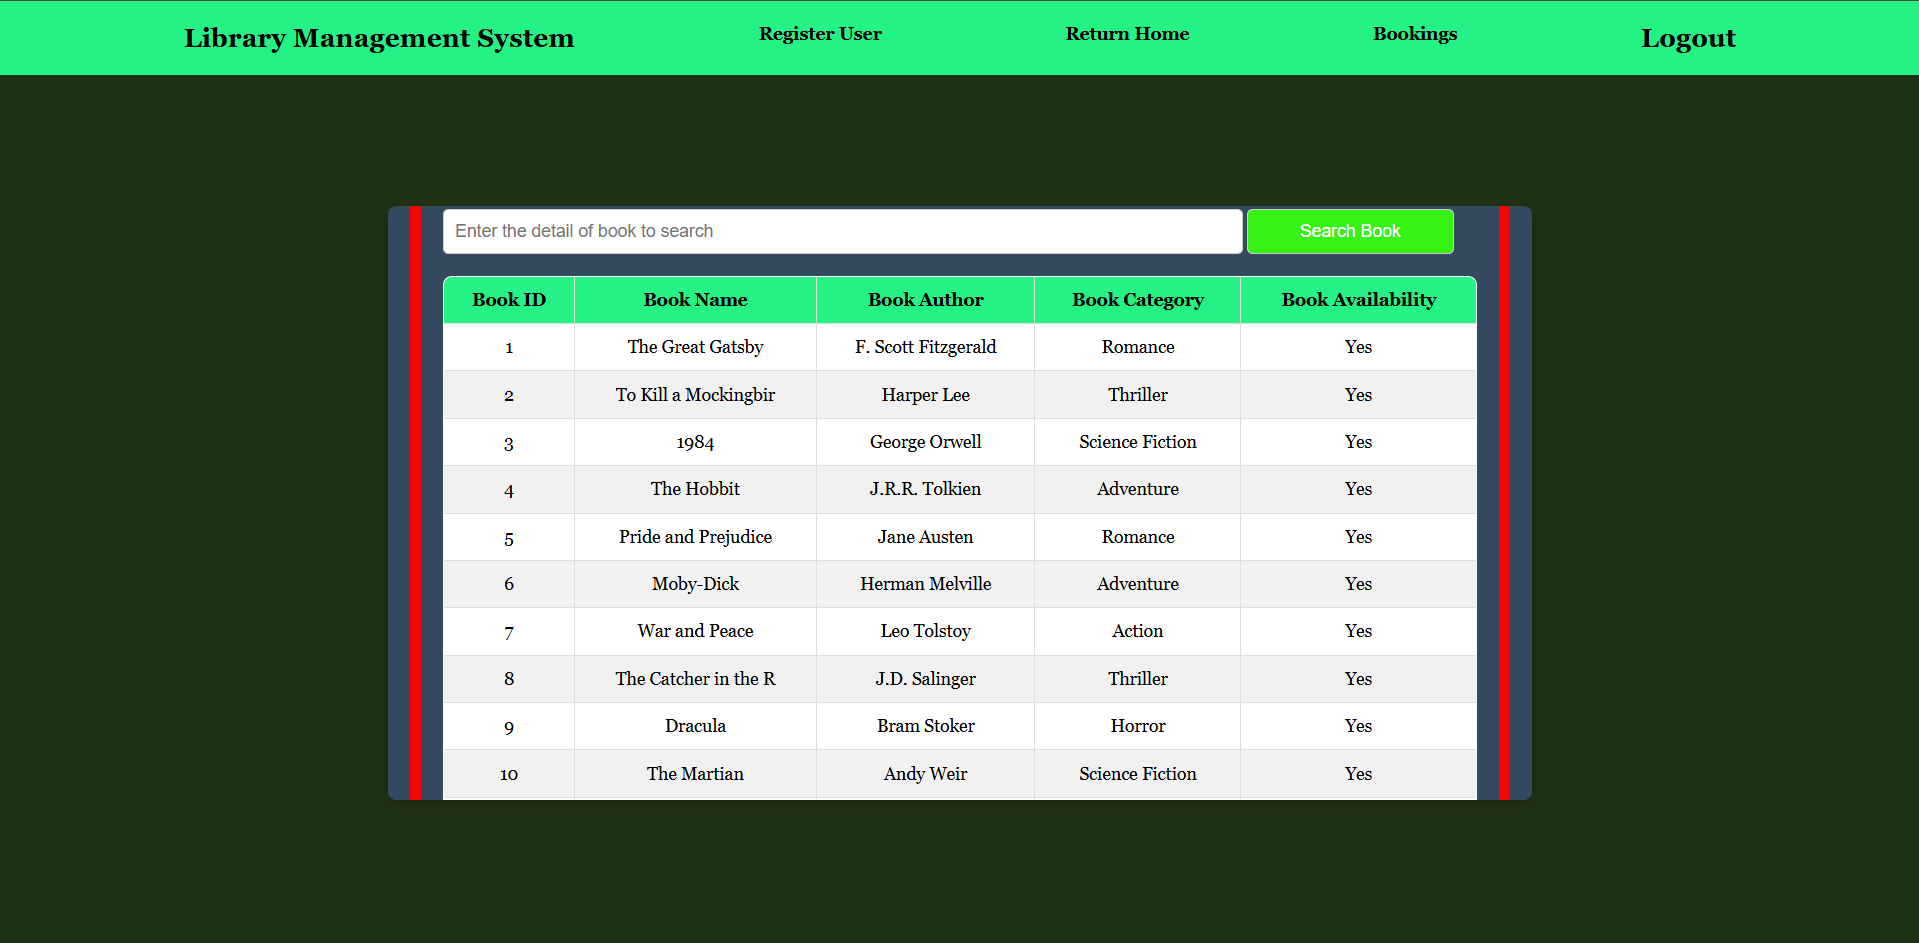 Library Management System Register User Return Home Bookings Logout
Enter the detail of book to search Search Book
Book ID Book Name Book Author Book Category Book Availability
1 The Great Gatsby F. Scott Fitzgerald Romance Yes
2 To Kill a Mockingbir Harper Lee Thriller Yes
3 1984 George Orwell Science Fiction Yes
4 The Hobbit J.R.R. Tolkien Adventure Yes
5 Pride and Prejudice Jane Austen Romance Yes
6 Moby-Dick Herman Melville Adventure Yes
7 War and Peace Leo Tolstoy Action Yes
8 The Catcher in the R J.D. Salinger Thriller Yes
9 Dracula Bram Stoker Horror Yes
10 The Martian Andy Weir Science Fiction Yes